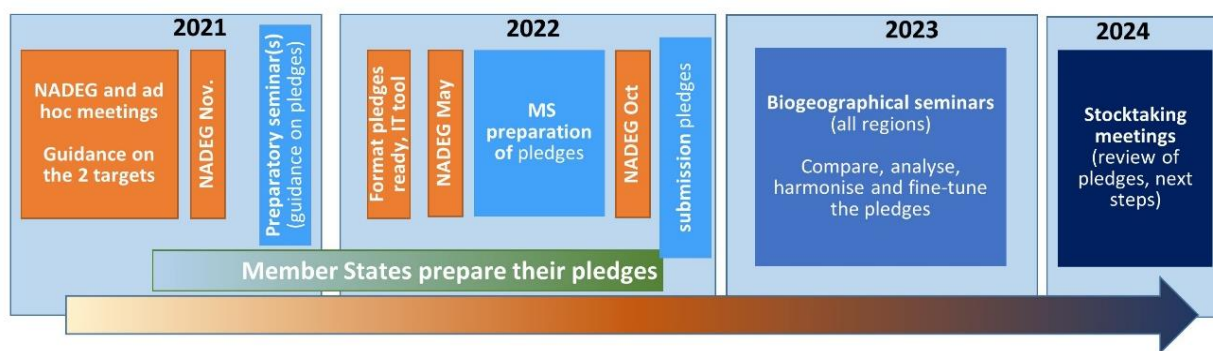 2021
NADEG and ad
hoc meetings
Guidance on
the 2 targets
NADEG Nov.
Preparatory seminar(s)
(guidance on pledges)
2022
Format pledges
ready, IT tool
NADEG May
MS
preparation
of pledges
NADEG Oct
submission pledges
2023
Biogeographical seminars
(all regions)
Compare, analyse,
harmonise and fine-tune
the pledges
2024
Stocktaking
meetings
(review of
pledges, next
steps)
Member States prepare their pledges